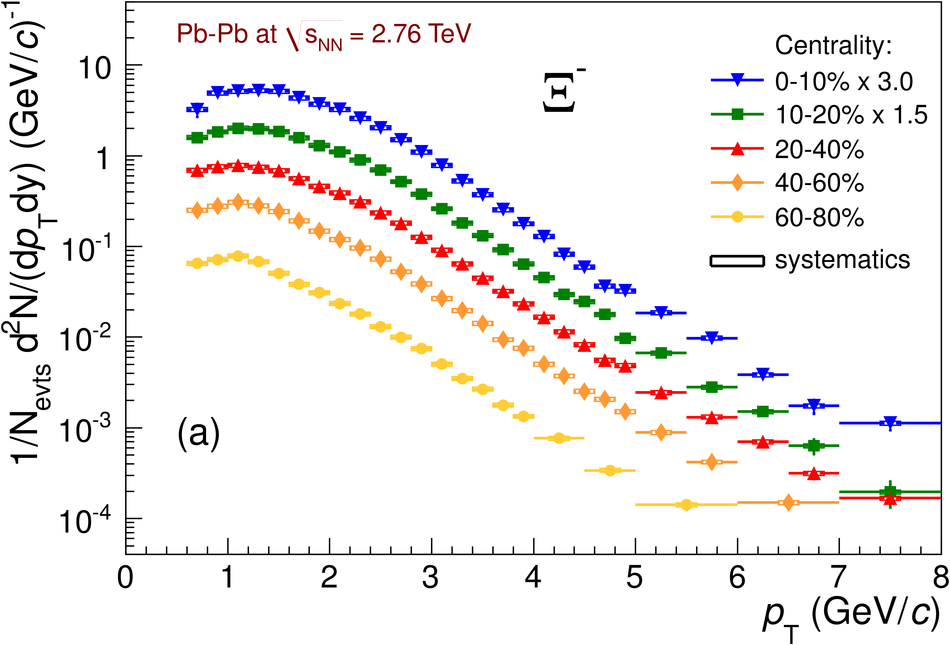 Pb-Pb at √sNN = 2.76 TeV
Ξ-
Centrality:
0-10% x 3.0
10-20% x 1.5
20-40%
40-60%
60-80%
systematics
(a)
1/Nevts d2N/(dpTdy) (GeV/c)-1
10
1
10-1
10-2
10-3
10-4
0 1 2 3 4 5 6 7 8
pT (GeV/c)